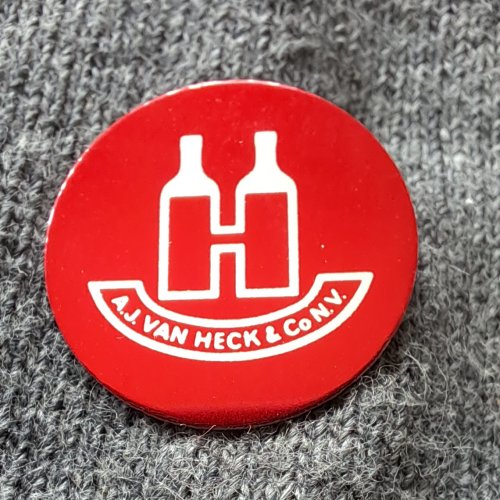 H
A.J. VAN HECK & Co N.V.